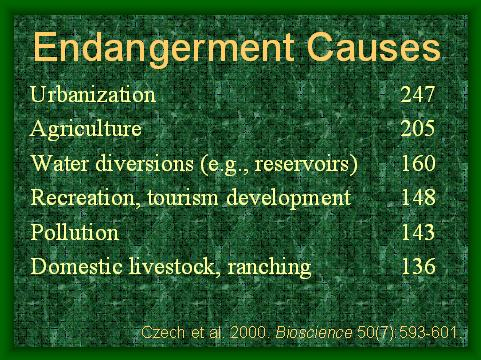 Endangerment Causes
Urbanization 247
Agriculture 205
Water diversions (e.g., reservoirs) 160
Recreation, tourism development 148
Pollution 143
Domestic livestock, ranching 136
Czech et al. 2000. Bioscience 50(7):593-601.